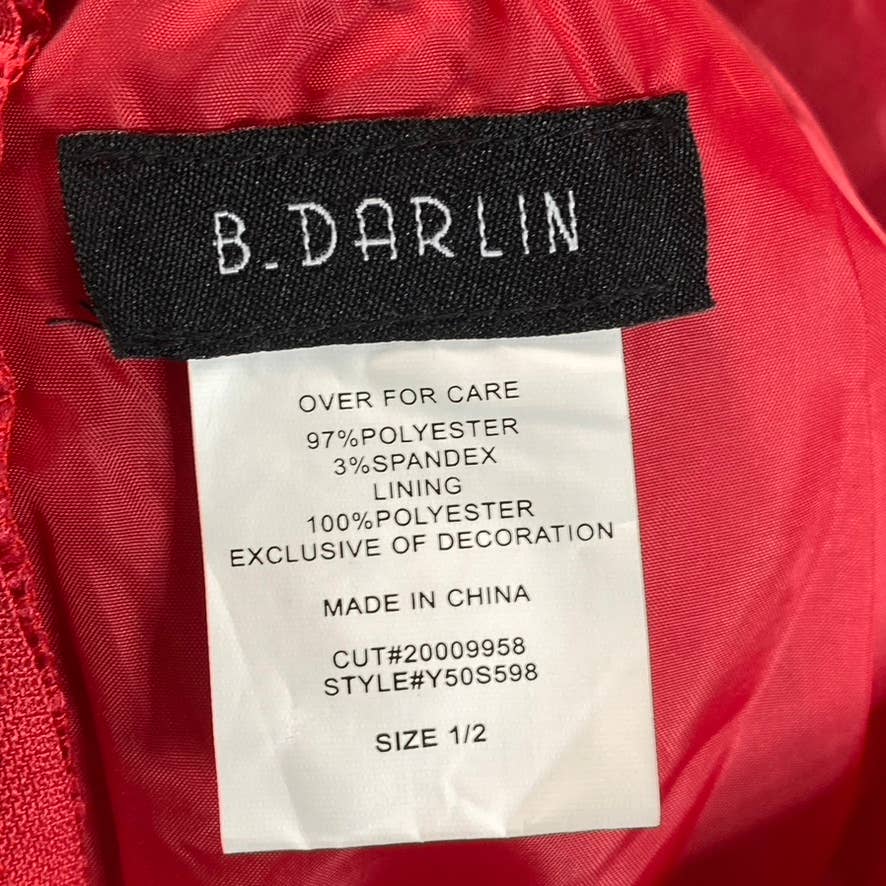 B.DARLIN
OVER FOR CARE
97%POLYESTER
3%SPANDEX
LINING
100%POLYESTER
EXCLUSIVE OF DECORATION
MADE IN CHINA
CUT#20009958
STYLE#Y50S598
SIZE 1/2